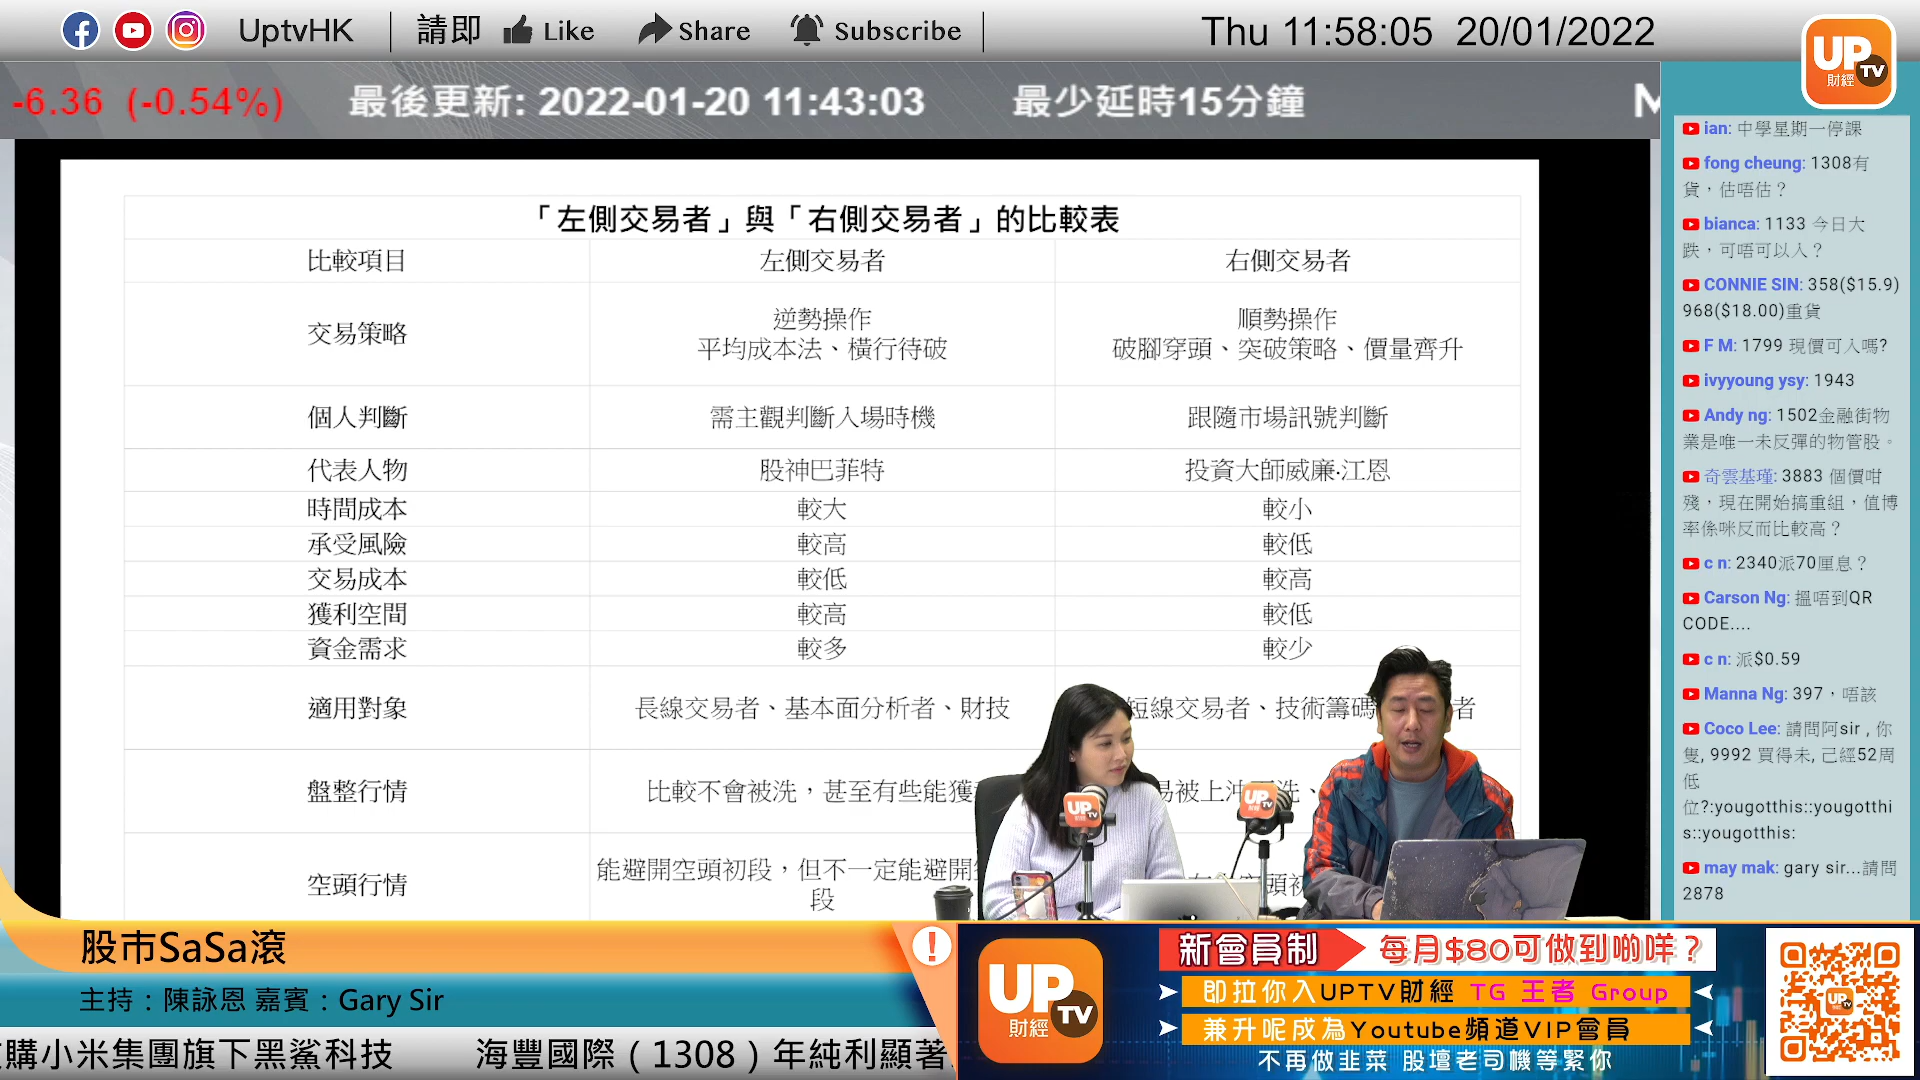 UptvHK
請即
Like
Share
Subscribe
Thu 11:58:05 20/01/2022
UP TV 財經
-6.36 (-0.54%)
最後更新: 2022-01-20 11:43:03
最少延時15分鐘
「左側交易者」與「右側交易者」的比較表
比較項目 左側交易者 右側交易者
交易策略
逆勢操作
平均成本法、橫行待破
順勢操作
破腳穿頭、突破策略、價量齊升
個人判斷 需主觀判斷入場時機 跟隨市場訊號判斷
代表人物 股神巴菲特 投資大師威廉·江恩
時間成本 較大 較小
承受風險 較高 較低
交易成本 較低 較高
獲利空間 較高 較低
資金需求 較多 較少
適用對象 長線交易者、基本面分析者、財技 短線交易者、技術籌碼 者
盤整行情 比較不會被洗,甚至有些能獲 易被上沖 洗、
空頭行情
能避開空頭初段,但不一定能避開
段
ian: 中學星期一停課
fong cheung: 1308有
貨,估唔估?
bianca: 1133 今日大
跌,可唔可以入?
CONNIE SIN: 358($15.9)
968($18.00)重貨
F M: 1799 現價可入嗎?
ivyyoung ysy: 1943
Andy ng: 1502金融街物
業是唯一未反彈的物管股。
奇雲基瑾: 3883 個價咁
殘,現在開始搞重組,值博
率係咪反而比較高?
c n: 2340派70厘息?
Carson Ng: 搵唔到QR
CODE....
c n: 派$0.59
Manna Ng: 397,唔該
Coco Lee: 請問阿sir , 你
隻, 9992 買得未, 己經52周
低
位?:yougotthis::yougotthi
s::yougotthis:
may mak: gary sir...請問
2878
UP TV
UP TV
股市SaSa滾
主持:陳詠恩 嘉賓:Gary Sir
購小米集團旗下黑鯊科技 海豐國際(1308)年純利顯著
UP TV 財經
新會員制 每月$80可做到啲咩?
即拉你入UPTV財經 TG 王者 Group
兼升呢成為Youtube頻道VIP會員
不再做韭菜 股壇老司機等緊你
UP TV